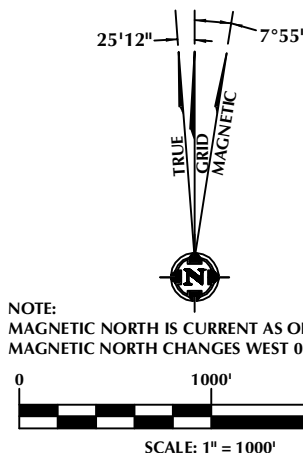 25'12" 7°55'
TRUE
GRID
MAGNETIC
N
NOTE:
MAGNETIC NORTH IS CURRENT AS
MAGNETIC NORTH CHANGES WEST 0
0 1000'
SCALE: 1" = 1000'